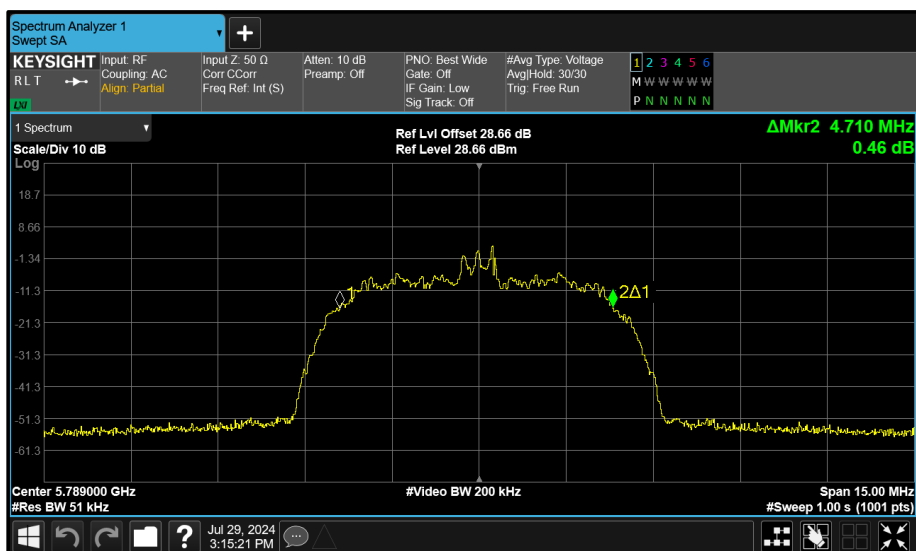 Spectrum Analyzer 1
Swept SA
+
KEYSIGHT
R L T
LXI
Input: RF
Coupling: AC
Align: Partial
Input Z: 50 Ω
Corr CCorr
Freq Ref: Int (S)
Atten: 10 dB
Preamp: Off
PNO: Best Wide
Gate: Off
IF Gain: Low
Sig Track: Off
#Avg Type: Voltage
Avg|Hold: 30/30
Trig: Free Run
1 2 3 4 5 6
M W W W W W
P N N N N N
1 Spectrum
Scale/Div 10 dB
Ref Lvl Offset 28.66 dB
Ref Level 28.66 dBm
ΔMkr2 4.710 MHz
0.46 dB
Log
18.7
8.66
-1.34
-11.3
-21.3
-31.3
-41.3
-51.3
-61.3
1
2Δ1
Center 5.789000 GHz
#Res BW 51 kHz
#Video BW 200 kHz
Span 15.00 MHz
#Sweep 1.00 s (1001 pts)
?
Jul 29, 2024
3:15:21 PM